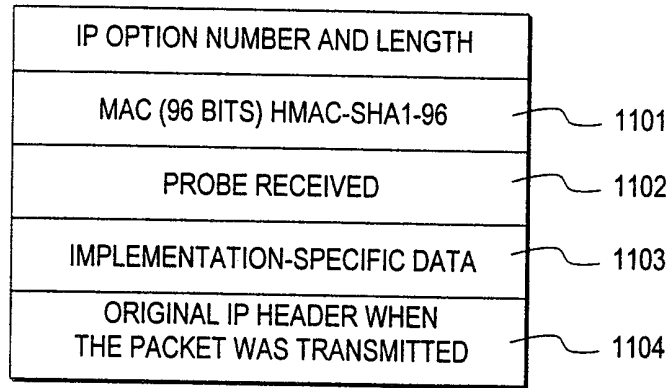 IP OPTION NUMBER AND LENGTH
MAC (96 BITS) HMAC-SHA1-96
1101
PROBE RECEIVED
1102
IMPLEMENTATION-SPECIFIC DATA
1103
ORIGINAL IP HEADER WHEN
THE PACKET WAS TRANSMITTED
1104